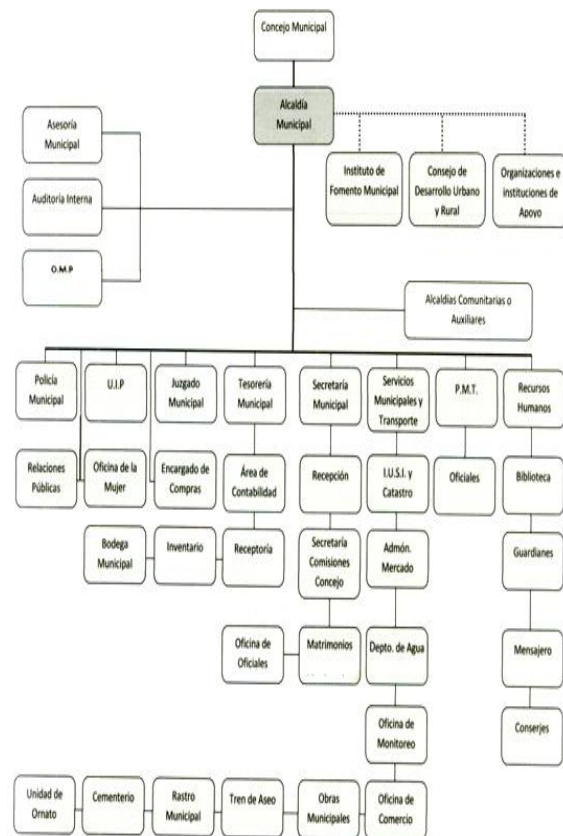 Concejo Municipal
Alcaldía
Municipal
Asesoría
Municipal
Auditoria Interna
O.M.P
Instituto de
Fomento Municipal
Consejo de
Desarrollo Urbano
y Rural
Organizaciones e
instituciones de
Apoyo
Alcaldías Comunitarias o
Auxiliares
Policía
Municipal
U.I.P
Juzgado
Municipal
Tesorería
Municipal
Secretaría
Municipal
Servicios
Municipales y
Transporte
P.M.T.
Recursos
Humanos
Relaciones
Públicas
Oficina de la
Mujer
Encargado de
Compras
Área de
Contabilidad
Recepción
I.U.S.I. y
Catastro
Oficiales
Biblioteca
Bodega
Municipal
Inventario
Receptoría
Secretaría
Comisiones
Concejo
Admón.
Mercado
Guardianes
Oficina de
Oficiales
Matrimonios
Depto. de Agua
Mensajero
Oficina de
Monitoreo
Conserjes
Unidad de
Ornato
Cementerio
Rastro
Municipal
Tren de Aseo
Obras
Municipales
Oficina de
Comercio